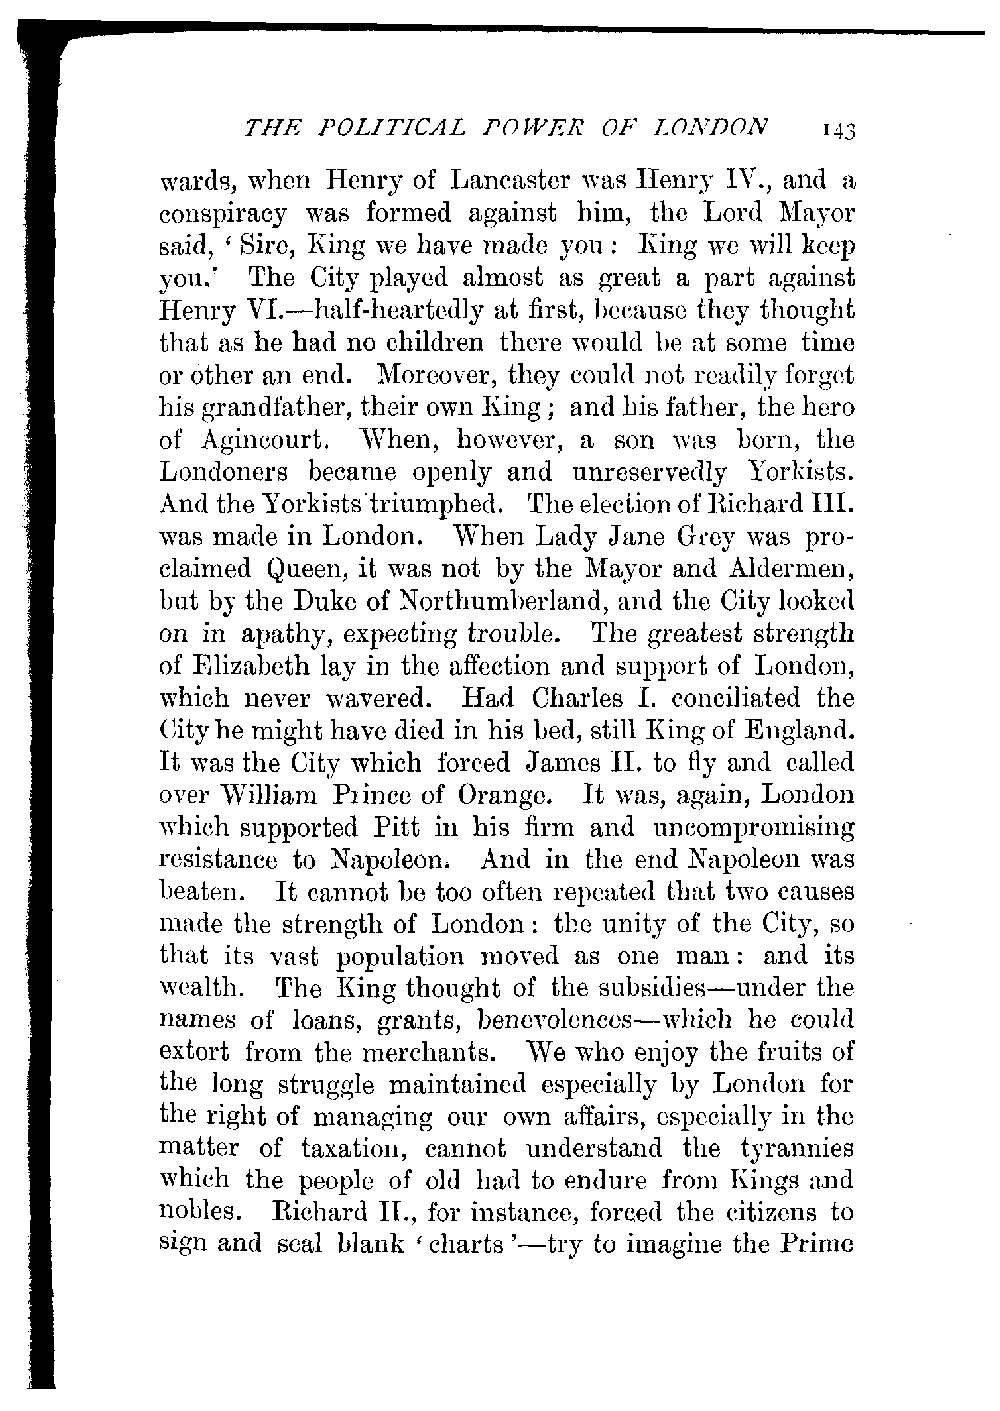 THE POLITICAL POWER OF LONDON 143
wards, when Henry of Lancaster was Henry IV., and a
conspiracy was formed against him, the Lord Mayor
said, ‘ Sire, King we have made you : King we will keep
you.’ The City played almost as great a part against
Henry VI.—half-heartedly at first, because they thought
that as he had no children there would be at some time
or other an end. Moreover, they could not readily forget
his grandfather, their own King ; and his father, the hero
of Agincourt. When, however, a son was born, the
Londoners became openly and unreservedly Yorkists.
And the Yorkists triumphed. The election of Richard III.
was made in London. When Lady Jane Grey was pro-
claimed Queen, it was not by the Mayor and Aldermen,
but by the Duke of Northumberland, and the City looked
on in apathy, expecting trouble. The greatest strength
of Elizabeth lay in the affection and support of London,
which never wavered. Had Charles I. conciliated the
City he might have died in his bed, still King of England.
It was the City which forced James II. to fly and called
over William Prince of Orange. It was, again, London
which supported Pitt in his firm and uncompromising
resistance to Napoleon. And in the end Napoleon was
beaten. It cannot be too often repeated that two causes
made the strength of London : the unity of the City, so
that its vast population moved as one man : and its
wealth. The King thought of the subsidies—under the
names of loans, grants, benevolences—which he could
extort from the merchants. We who enjoy the fruits of
the long struggle maintained especially by London for
the right of managing our own affairs, especially in the
matter of taxation, cannot understand the tyrannies
which the people of old had to endure from Kings and
nobles. Richard II., for instance, forced the citizens to
sign and seal blank ‘ charts ’—try to imagine the Prime